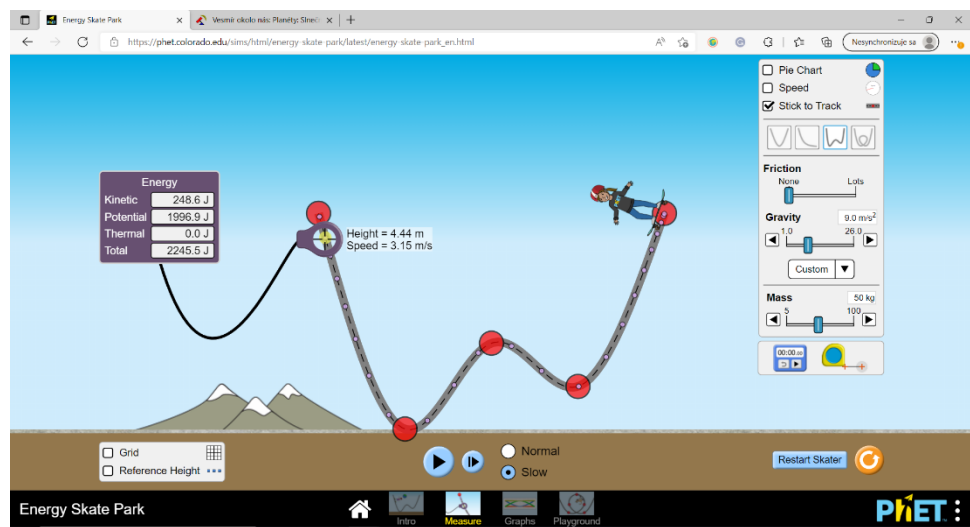 Energy Skate Park
Vesmír okolo nás: Planéty: Slneč
https://phet.colorado.edu/sims/html/energy-skate-park/latest/energy-skate-park_en.html
Nesynchronizuje sa
Pie Chart
Speed
Stick to Track
Friction
None Lots
Gravity 9.0 m/s²
1.0 26.0
Custom
Mass 50 kg
5 100
00:00.00
Energy
Kinetic 248.6 J
Potential 1996.9 J
Thermal 0.0 J
Total 2245.5 J
Height = 4.44 m
Speed = 3.15 m/s
Grid
Reference Height
Normal
Slow
Restart Skater
Energy Skate Park
Intro
Measure
Graphs
Playground
PhET